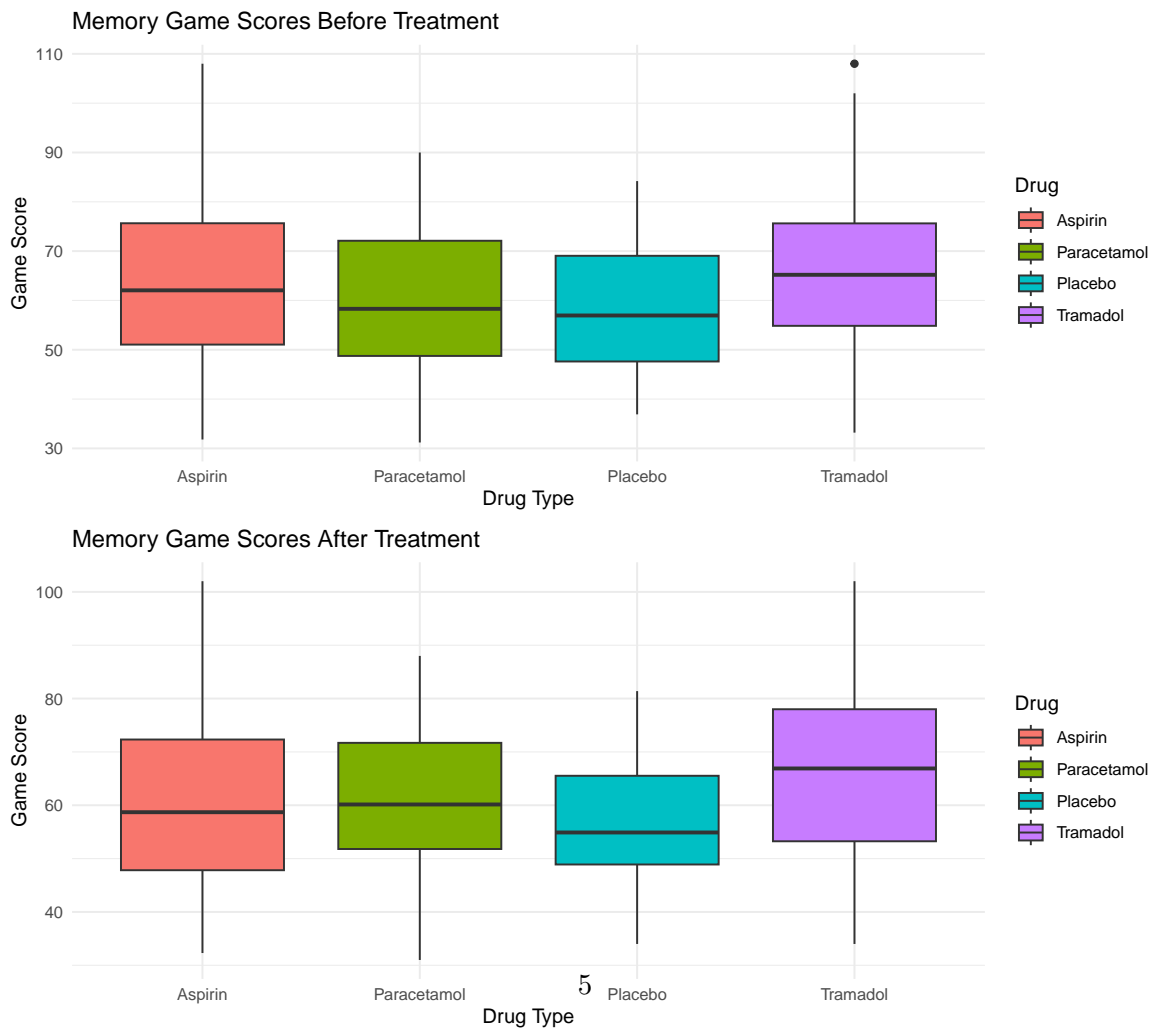 Memory Game Scores Before Treatment
110
90
70
50
30
Game Score
Aspirin Paracetamol Placebo Tramadol
Drug Type
Drug
Aspirin
Paracetamol
Placebo
Tramadol
Memory Game Scores After Treatment
100
80
60
40
Game Score
Aspirin Paracetamol Placebo Tramadol
Drug Type
Drug
Aspirin
Paracetamol
Placebo
Tramadol
5